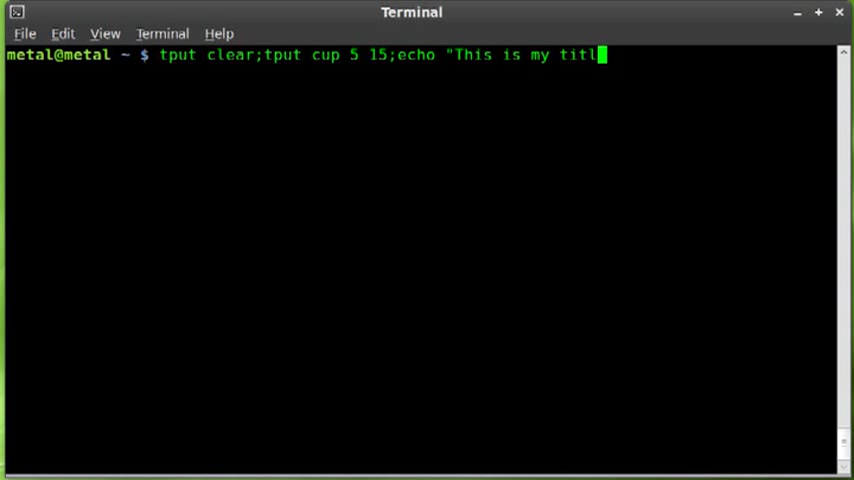 Terminal
File Edit View Terminal Help
metal@metal ~ $ tput clear;tput cup 5 15;echo "This is my titl